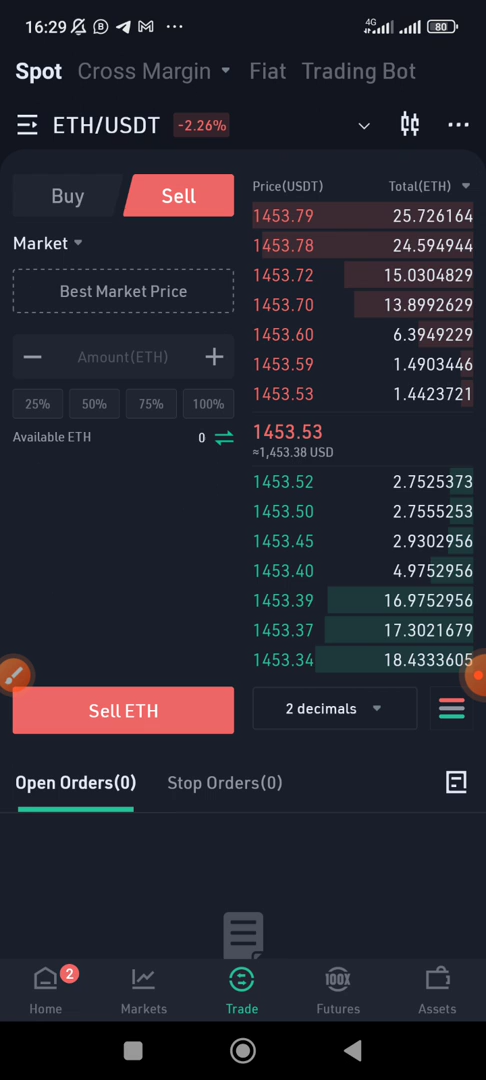 16:29 4G 80
Spot Cross Margin Fiat Trading Bot
ETH/USDT -2.26%
Buy Sell
Market
Best Market Price
Amount(ETH)
25% 50% 75% 100%
Available ETH 0
Price(USDT) Total(ETH)
1453.79 25.726164
1453.78 24.594944
1453.72 15.0304829
1453.70 13.8992629
1453.60 6.3949229
1453.59 1.4903446
1453.53 1.4423721
1453.53
≈1,453.38 USD
1453.52 2.7525373
1453.50 2.7555253
1453.45 2.9302956
1453.40 4.9752956
1453.39 16.9752956
1453.37 17.3021679
1453.34 18.4333605
Sell ETH
2 decimals
Open Orders(0) Stop Orders(0)
2 100X
Home Markets Trade Futures Assets